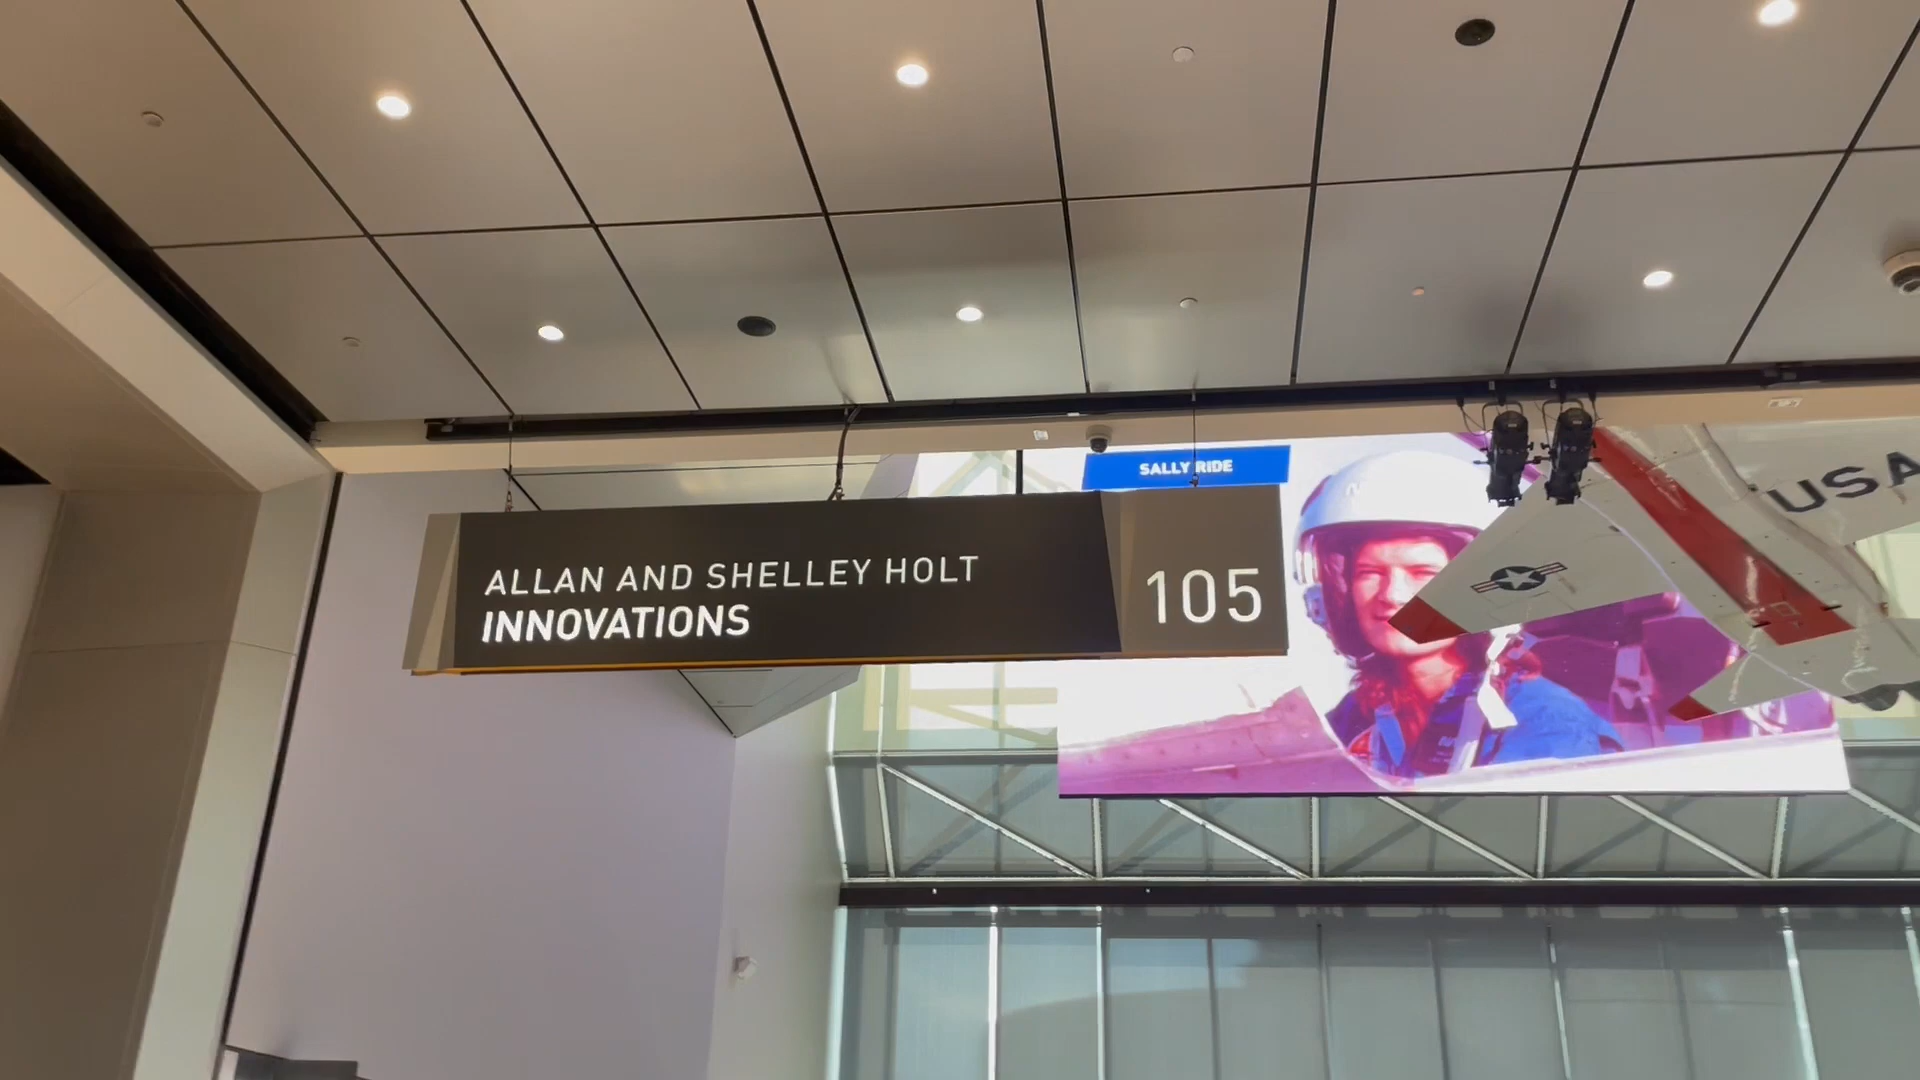 SALLY RIDE
USA
ALLAN AND SHELLEY HOLT
INNOVATIONS
105